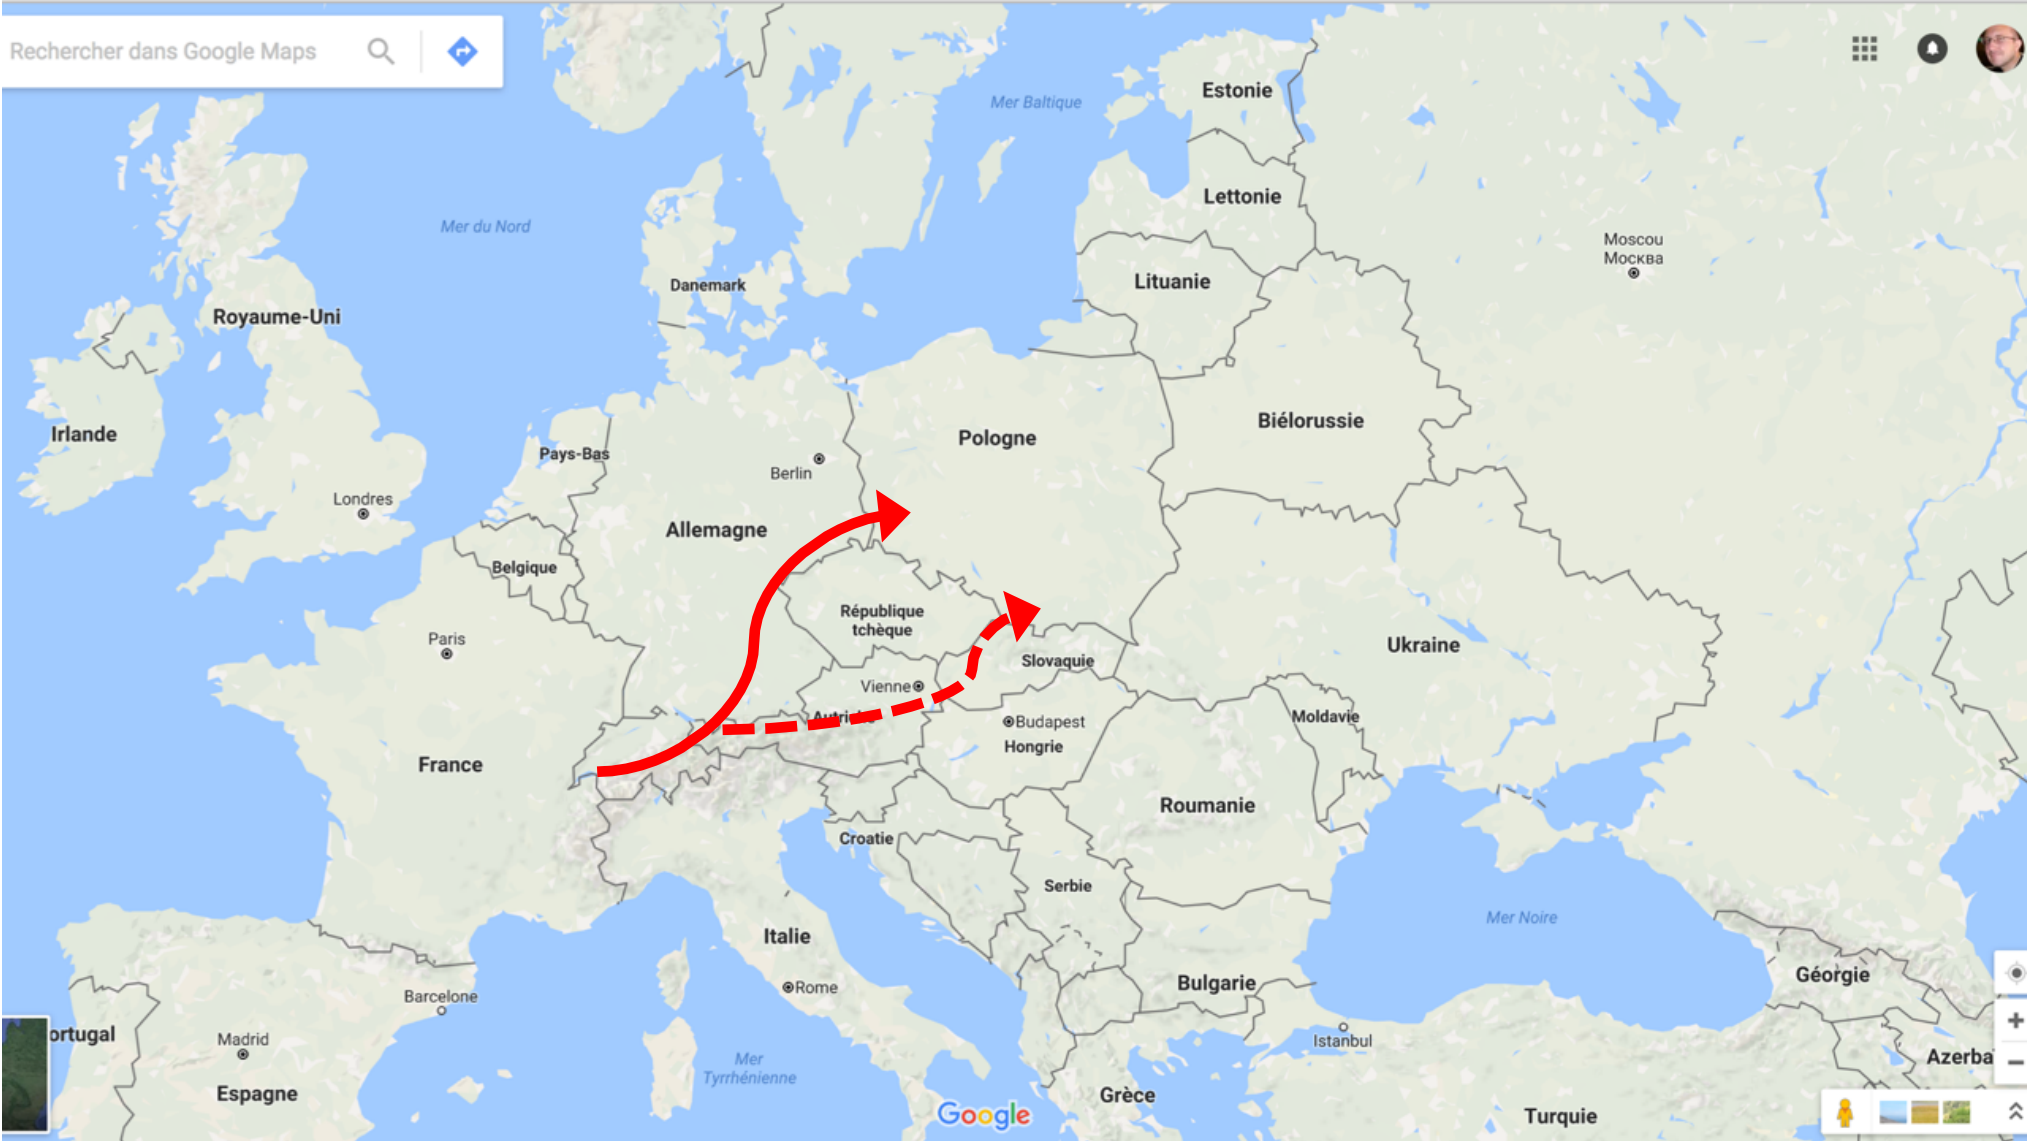 Rechercher dans Google Maps
Estonie
Mer Baltique
Lettonie
Mer du Nord
Moscou
Москва
Danemark
Lituanie
Royaume-Uni
Biélorussie
Irlande
Pologne
Pays-Bas
Berlin
Londres
Allemagne
Belgique
République
tchèque
Paris
Ukraine
Slovaquie
Vienne
Autriche
Moldavie
Budapest
Hongrie
France
Roumanie
Croatie
Serbie
Mer Noire
Italie
Géorgie
Bulgarie
Rome
Barcelone
ortugal
Madrid
Istanbul
Azerba
Mer
Tyrrhénienne
Espagne
Grèce
Google
Turquie